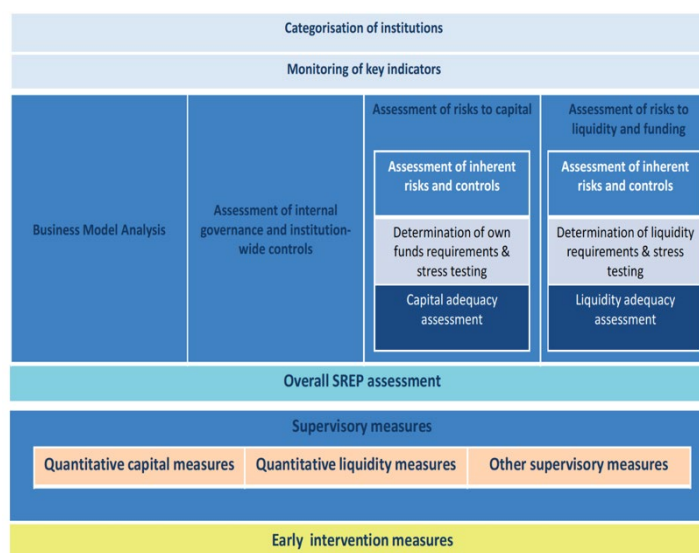 Categorisation of institutions
Monitoring of key indicators
Business Model Analysis
Assessment of internal
governance and institution-
wide controls
Assessment of risks to capital
Assessment of inherent
risks and controls
Determination of own
funds requirements &
stress testing
Capital adequacy
assessment
Assessment of risks to
liquidity and funding
Assessment of inherent
risks and controls
Determination of liquidity
requirements & stress
testing
Liquidity adequacy
assessment
Overall SREP assessment
Supervisory measures
Quantitative capital measures
Quantitative liquidity measures
Other supervisory measures
Early intervention measures